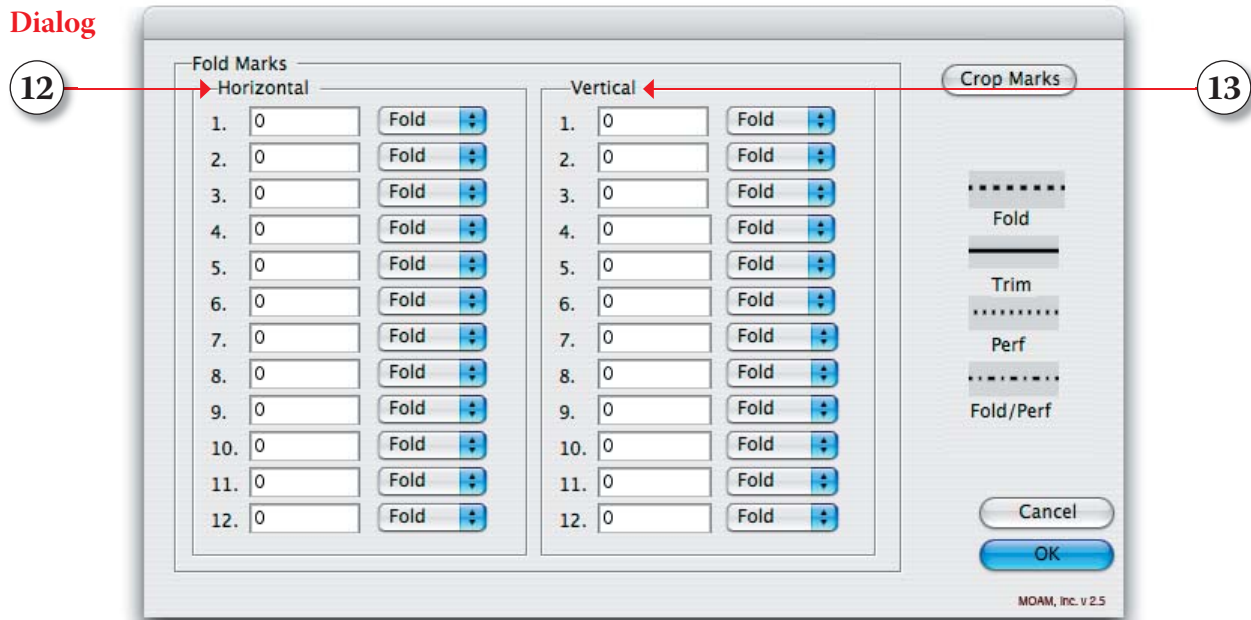 Dialog
Fold Marks
12
Horizontal
Vertical
13
Crop Marks
1. 0 Fold 1. 0 Fold
2. 0 Fold 2. 0 Fold
3. 0 Fold 3. 0 Fold
4. 0 Fold 4. 0 Fold
5. 0 Fold 5. 0 Fold
6. 0 Fold 6. 0 Fold
7. 0 Fold 7. 0 Fold
8. 0 Fold 8. 0 Fold
9. 0 Fold 9. 0 Fold
10. 0 Fold 10. 0 Fold
11. 0 Fold 11. 0 Fold
12. 0 Fold 12. 0 Fold
Fold
Trim
Perf
Fold/Perf
Cancel
OK
MOAM, Inc. v 2.5